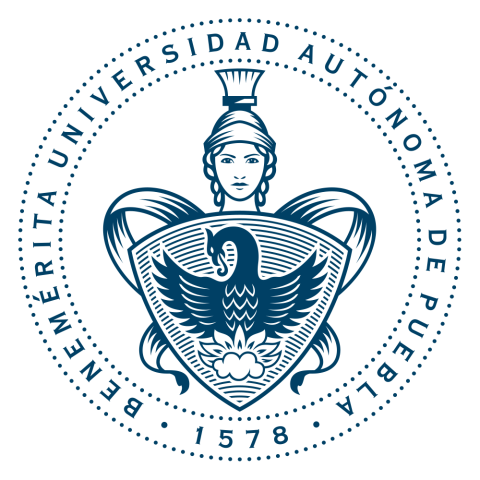 BENEMÉRITA UNIVERSIDAD AUTÓNOMA DE PUEBLA
• 1578 •